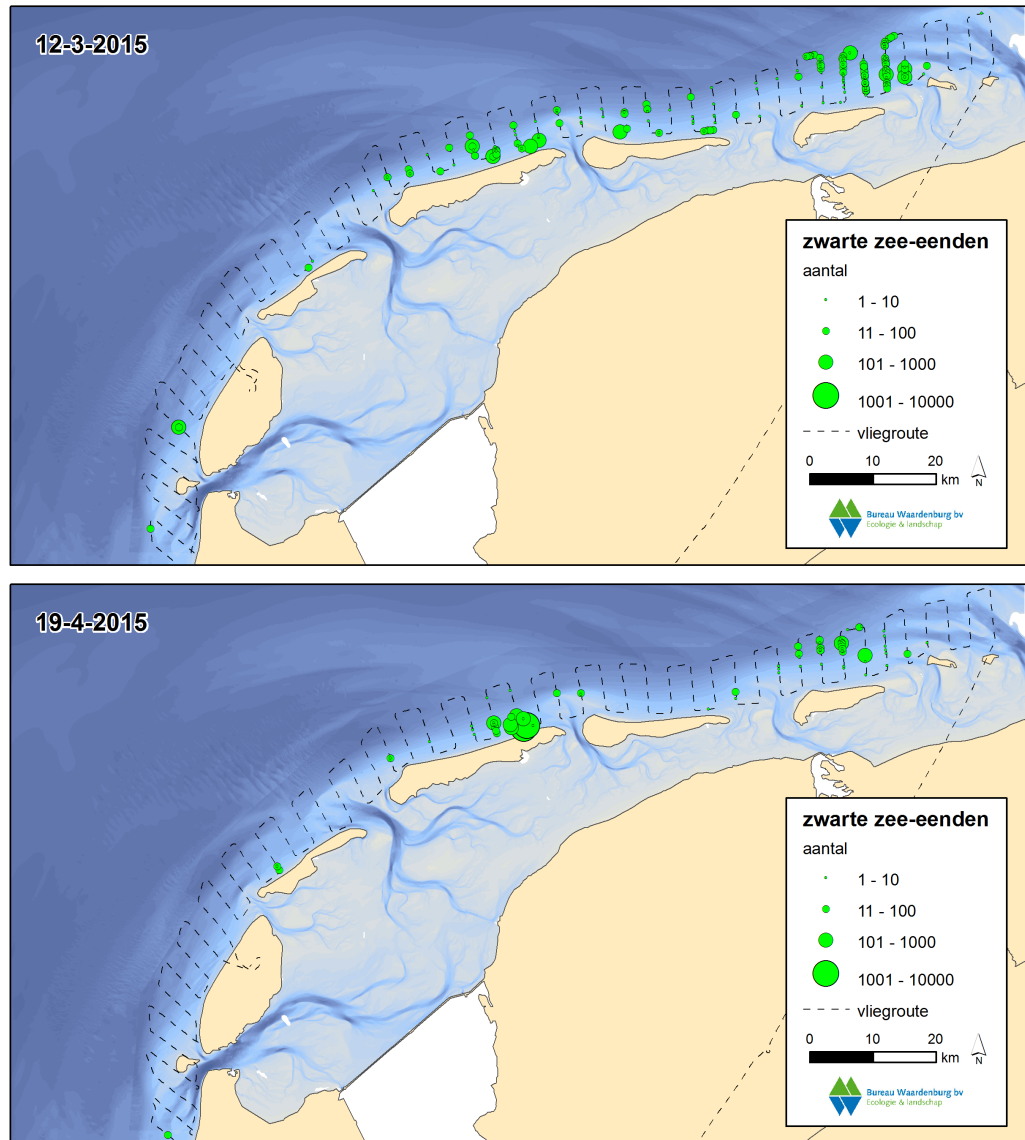 12-3-2015
zwarte zee-eenden
aantal
1 - 10
11 - 100
101 - 1000
1001 - 10000
vliegroute
0 10 20
km
N
Bureau Waardenburg bv
Ecologie & landschap
19-4-2015
zwarte zee-eenden
aantal
1 - 10
11 - 100
101 - 1000
1001 - 10000
vliegroute
0 10 20
km
N
Bureau Waardenburg bv
Ecologie & landschap